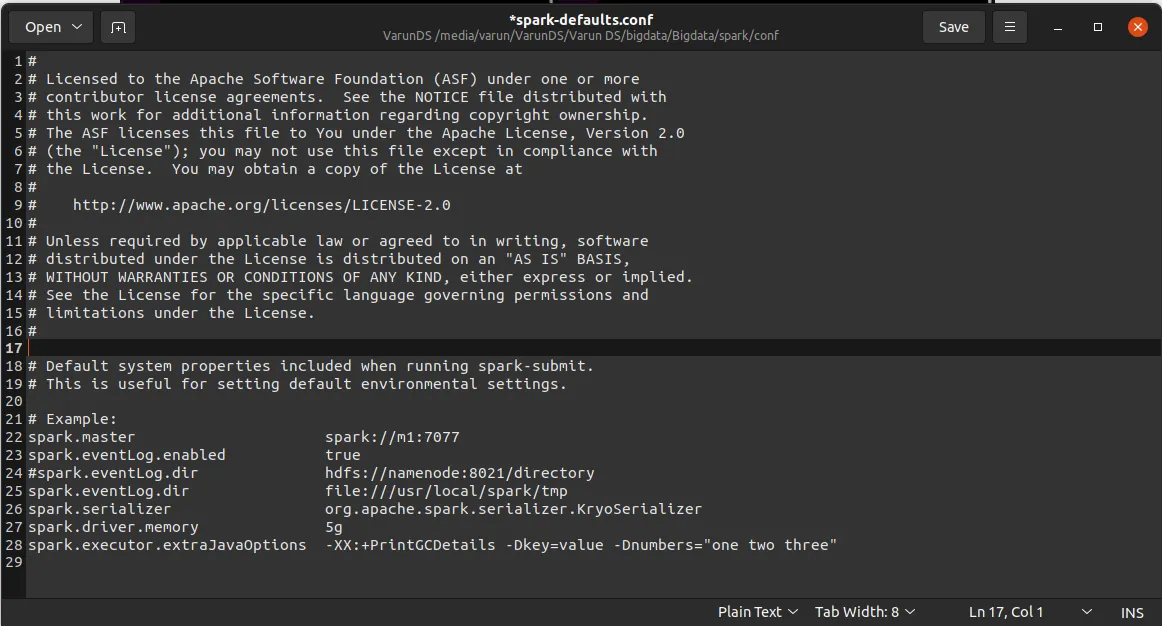 Open
*spark-defaults.conf
VarunDS /media/varun/VarunDS/Varun DS/bigdata/Bigdata/spark/conf
Save
1 #
2 # Licensed to the Apache Software Foundation (ASF) under one or more
3 # contributor license agreements.  See the NOTICE file distributed with
4 # this work for additional information regarding copyright ownership.
5 # The ASF licenses this file to You under the Apache License, Version 2.0
6 # (the "License"); you may not use this file except in compliance with
7 # the License.  You may obtain a copy of the License at
8 #
9 #    http://www.apache.org/licenses/LICENSE-2.0
10 #
11 # Unless required by applicable law or agreed to in writing, software
12 # distributed under the License is distributed on an "AS IS" BASIS,
13 # WITHOUT WARRANTIES OR CONDITIONS OF ANY KIND, either express or implied.
14 # See the License for the specific language governing permissions and
15 # limitations under the License.
16 #
17
18 # Default system properties included when running spark-submit.
19 # This is useful for setting default environmental settings.
20
21 # Example:
22 spark.master                     spark://m1:7077
23 spark.eventLog.enabled           true
24 #spark.eventLog.dir              hdfs://namenode:8021/directory
25 spark.eventLog.dir               file:///usr/local/spark/tmp
26 spark.serializer                 org.apache.spark.serializer.KryoSerializer
27 spark.driver.memory              5g
28 spark.executor.extraJavaOptions  -XX:+PrintGCDetails -Dkey=value -Dnumbers="one two three"
29
Plain Text Tab Width: 8 Ln 17, Col 1 INS